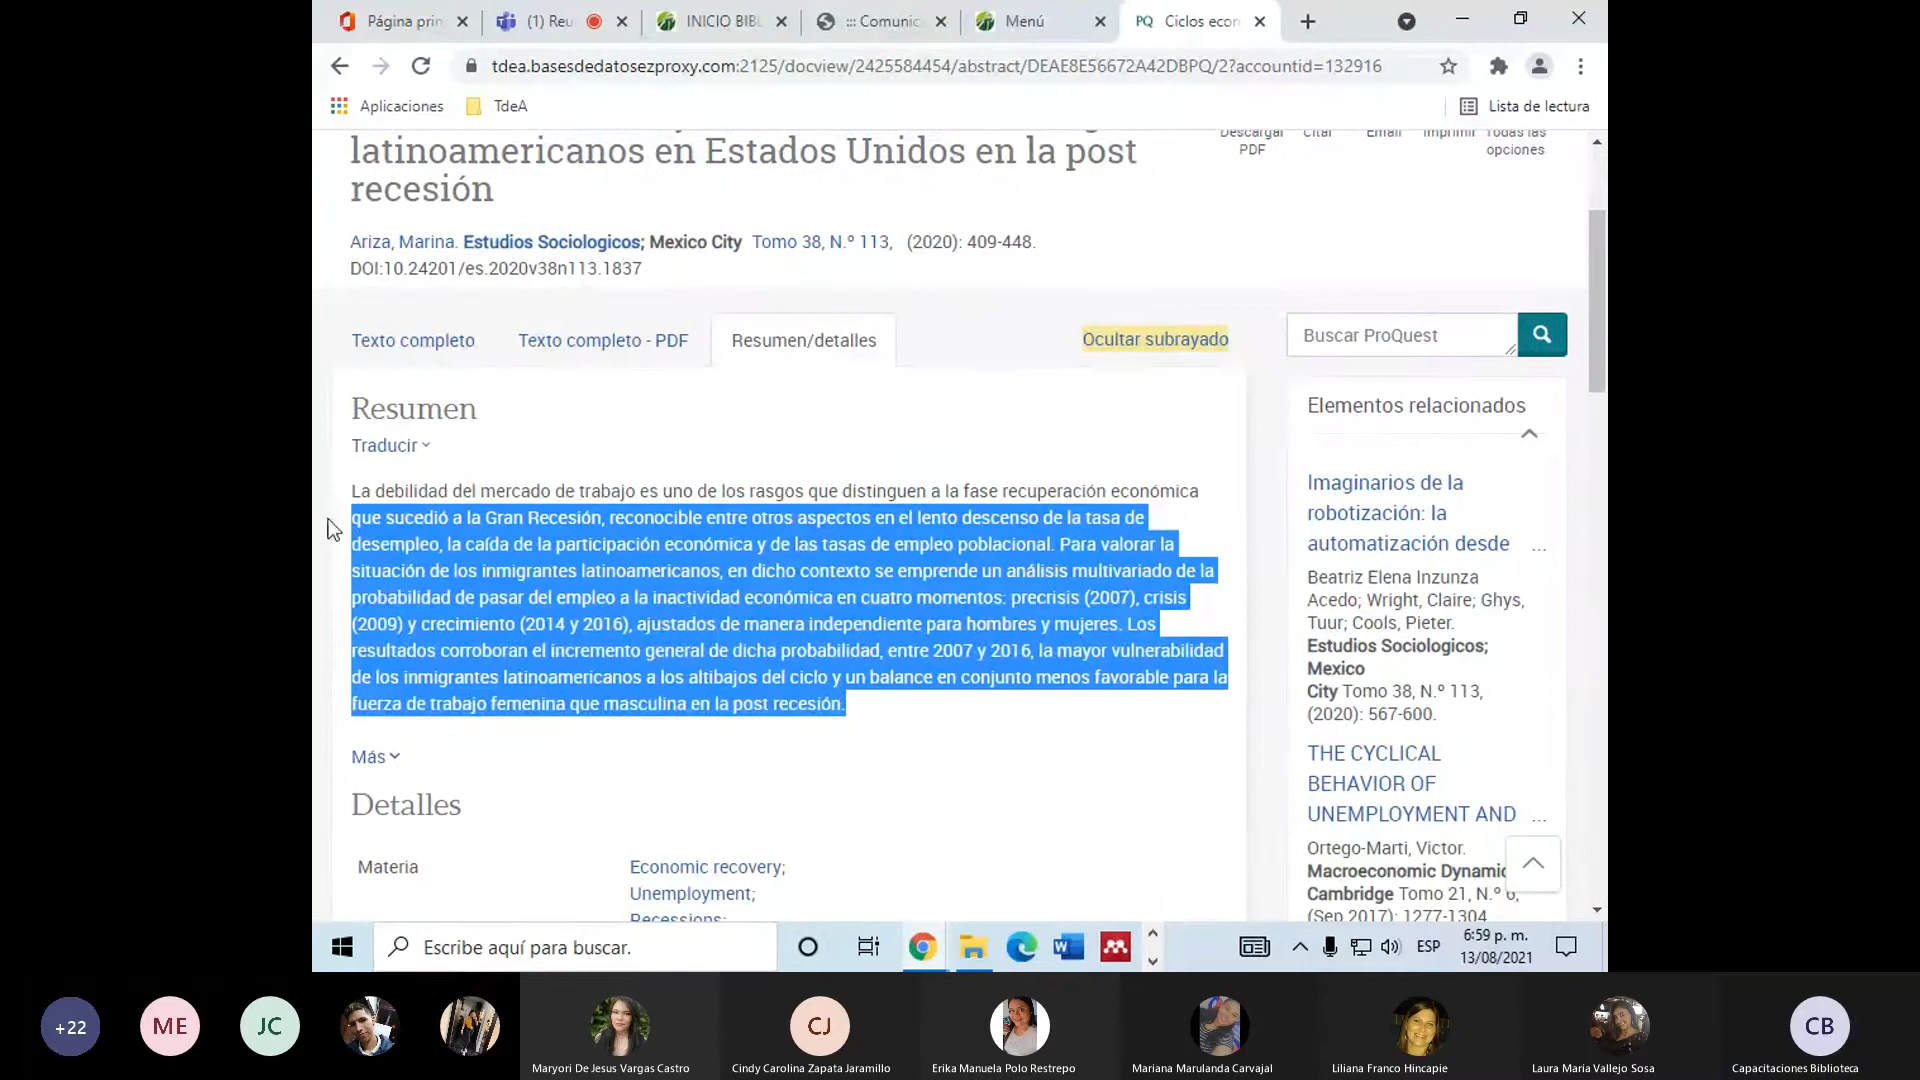 Página prin
(1) Reu
INICIO BIBL
::: Comunic
Menú
PQ Ciclos econ
tdea.basesdedatosezproxy.com:2125/docview/2425584454/abstract/DEAE8E56672A42DBPQ/2?accountid=132916
Aplicaciones
TdeA
Lista de lectura
latinoamericanos en Estados Unidos en la post
recesión
Descargar PDF
Citar
Email
Imprimir
Todas las opciones
Ariza, Marina. Estudios Sociologicos; Mexico City Tomo 38, N.º 113, (2020): 409-448.
DOI:10.24201/es.2020v38n113.1837
Texto completo
Texto completo - PDF
Resumen/detalles
Ocultar subrayado
Buscar ProQuest
Resumen
Traducir
La debilidad del mercado de trabajo es uno de los rasgos que distinguen a la fase recuperación económica
que sucedió a la Gran Recesión, reconocible entre otros aspectos en el lento descenso de la tasa de
desempleo, la caída de la participación económica y de las tasas de empleo poblacional. Para valorar la
situación de los inmigrantes latinoamericanos, en dicho contexto se emprende un análisis multivariado de la
probabilidad de pasar del empleo a la inactividad económica en cuatro momentos: precrisis (2007), crisis
(2009) y crecimiento (2014 y 2016), ajustados de manera independiente para hombres y mujeres. Los
resultados corroboran el incremento general de dicha probabilidad, entre 2007 y 2016, la mayor vulnerabilidad
de los inmigrantes latinoamericanos a los altibajos del ciclo y un balance en conjunto menos favorable para la
fuerza de trabajo femenina que masculina en la post recesión.
Más
Detalles
Materia
Economic recovery;
Unemployment;
Recessions;
Elementos relacionados
Imaginarios de la
robotización: la
automatización desde ...
Beatriz Elena Inzunza
Acedo; Wright, Claire; Ghys,
Tuur; Cools, Pieter.
Estudios Sociologicos;
Mexico
City Tomo 38, N.º 113,
(2020): 567-600.
THE CYCLICAL
BEHAVIOR OF
UNEMPLOYMENT AND ...
Ortego-Marti, Victor.
Macroeconomic Dynamic
Cambridge Tomo 21, N.º 6,
(Sep 2017): 1277-1304
Escribe aquí para buscar.
ESP
6:59 p. m.
13/08/2021
+22
ME
JC
CJ
CB
Maryori De Jesus Vargas Castro
Cindy Carolina Zapata Jaramillo
Erika Manuela Polo Restrepo
Mariana Marulanda Carvajal
Liliana Franco Hincapie
Laura Maria Vallejo Sosa
Capacitaciones Biblioteca